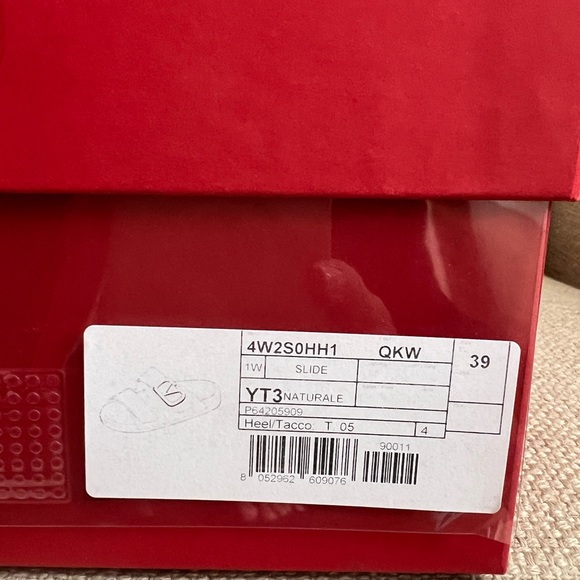 4W2S0HH1 QKW 39
1W SLIDE
YT3 NATURALE
P64205909
Heel/Tacco: T 05 4
90011
8 052962 609076